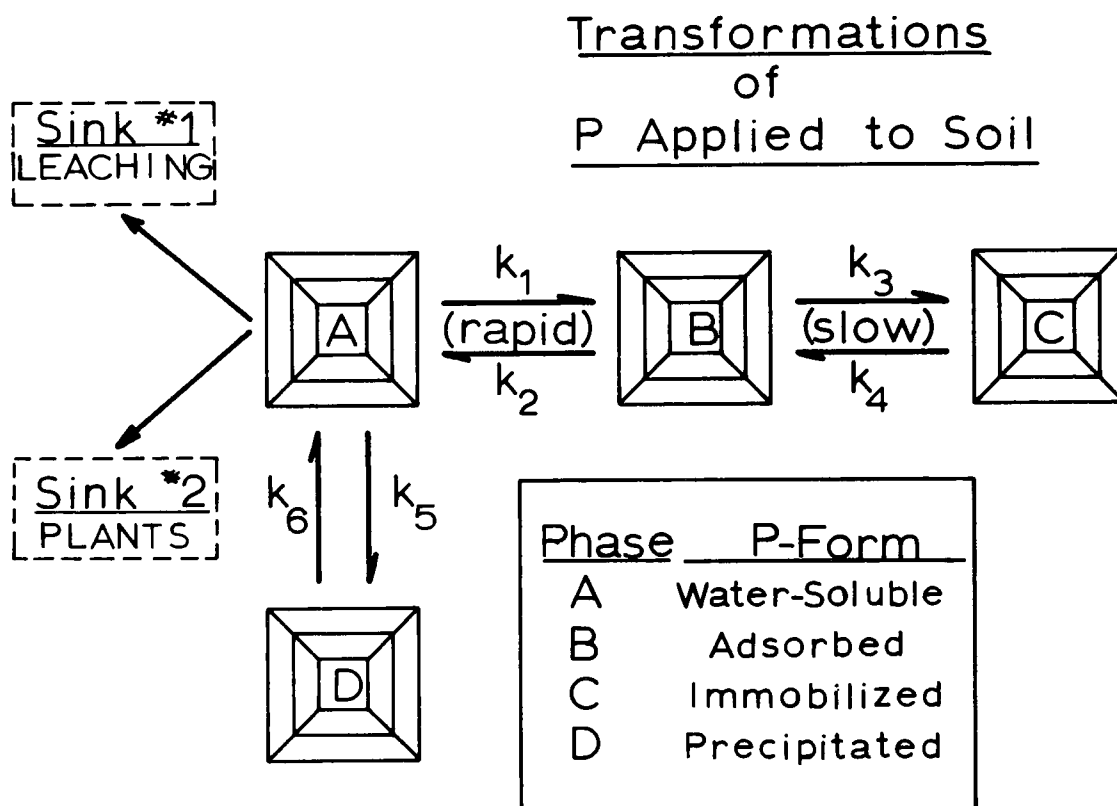 Transformations
of
P Applied to Soil
Sink #1
LEACHING
A
k1
(rapid)
k2
B
k3
(slow)
k4
C
Sink #2
PLANTS
k6
k5
D
Phase P-Form
A Water-Soluble
B Adsorbed
C Immobilized
D Precipitated